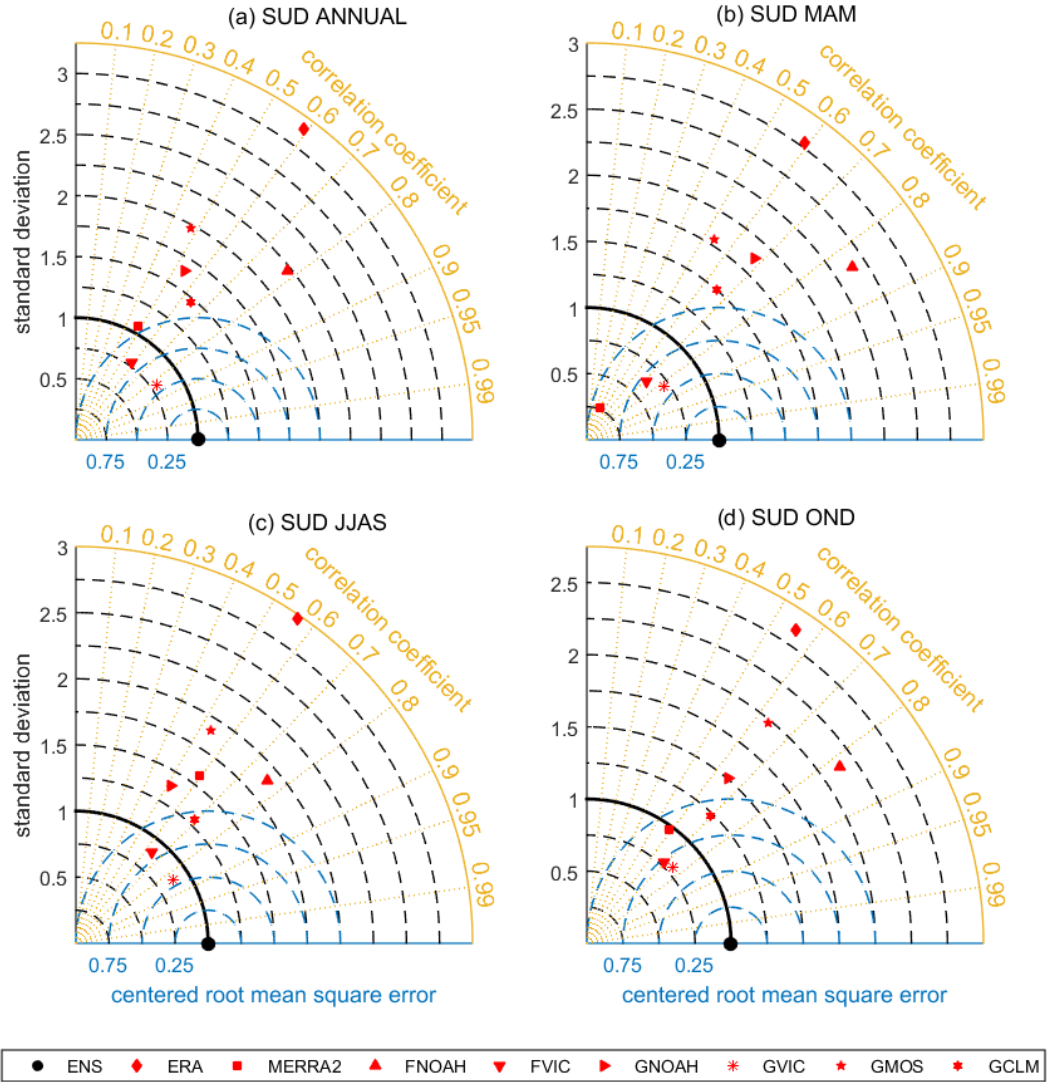 (a) SUD ANNUAL
standard deviation
3
2.5
2
1.5
1
0.5
0.1 0.2 0.3 0.4 0.5 0.6 0.7 0.8 0.9 0.95 0.99
correlation coefficient
0.75 0.25
(b) SUD MAM
3
2.5
2
1.5
1
0.5
0.1 0.2 0.3 0.4 0.5 0.6 0.7 0.8 0.9 0.95 0.99
correlation coefficient
0.75 0.25
(c) SUD JJAS
standard deviation
3
2.5
2
1.5
1
0.5
0.1 0.2 0.3 0.4 0.5 0.6 0.7 0.8 0.9 0.95 0.99
correlation coefficient
0.75 0.25
centered root mean square error
(d) SUD OND
2.5
2
1.5
1
0.5
0.1 0.2 0.3 0.4 0.5 0.6 0.7 0.8 0.9 0.95 0.99
correlation coefficient
0.75 0.25
centered root mean square error
ENS ERA MERRA2 FNOAH FVIC GNOAH GVIC GMOS GCLM